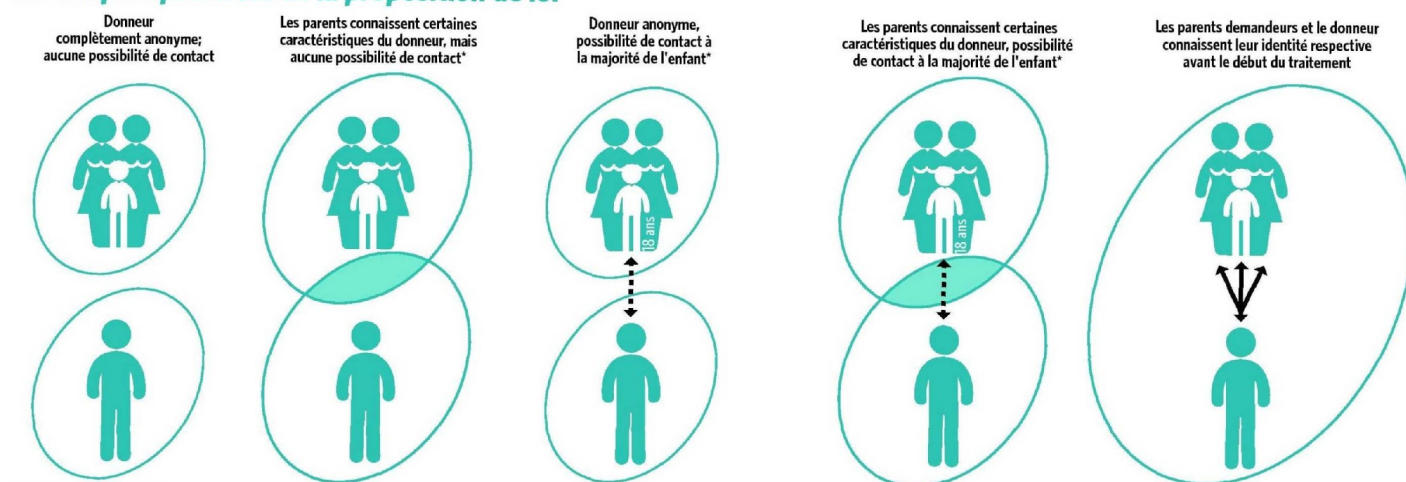 Donneur
complètement anonyme;
aucune possibilité de contact
Les parents connaissent certaines
caractéristiques du donneur, mais
aucune possibilité de contact*
Donneur anonyme,
possibilité de contact à
la majorité de l'enfant*
Les parents connaissent certaines
caractéristiques du donneur, possibilité
de contact à la majorité de l'enfant*
Les parents demandeurs et le donneur
connaissent leur identité respective
avant le début du traitement
18 ans
18 ans